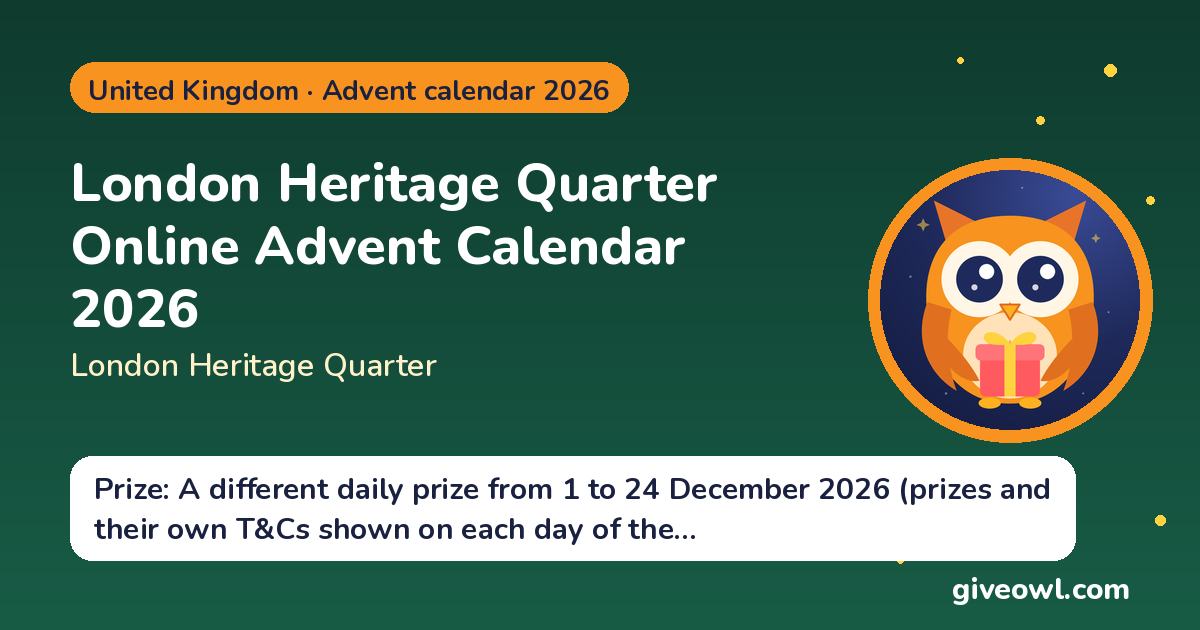 United Kingdom · Advent calendar 2026
London Heritage Quarter
Online Advent Calendar
2026
London Heritage Quarter
Prize: A different daily prize from 1 to 24 December 2026 (prizes and
their own T&Cs shown on each day of the...
giveowl.com